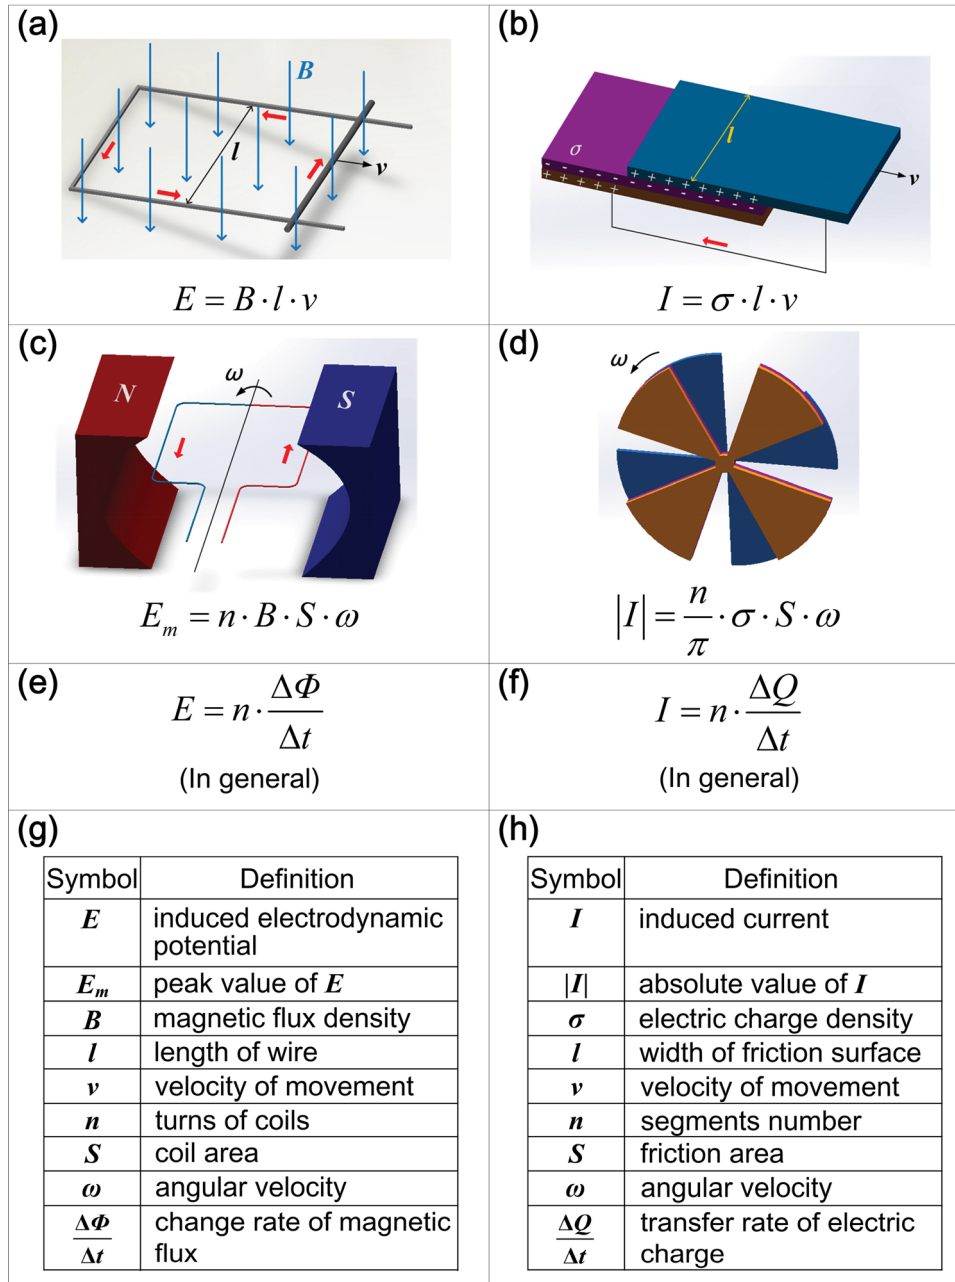 (a)
B
l
v
E = B · l · v
(b)
l
σ
- - - - - - - - - - - - - -
+ + + + + + + + +
+ + + + + +
v
I = σ · l · v
(c)
N
ω
S
E_m = n · B · S · ω
(d)
ω
|I| = n/π · σ · S · ω
(e)
E = n · ΔΦ/Δt
(In general)
(f)
I = n · ΔQ/Δt
(In general)
(g)
Symbol Definition
E induced electrodynamic
potential
E_m peak value of E
B magnetic flux density
l length of wire
v velocity of movement
n turns of coils
S coil area
ω angular velocity
ΔΦ/Δt change rate of magnetic
flux
(h)
Symbol Definition
I induced current
|I| absolute value of I
σ electric charge density
l width of friction surface
v velocity of movement
n segments number
S friction area
ω angular velocity
ΔQ/Δt transfer rate of electric
charge